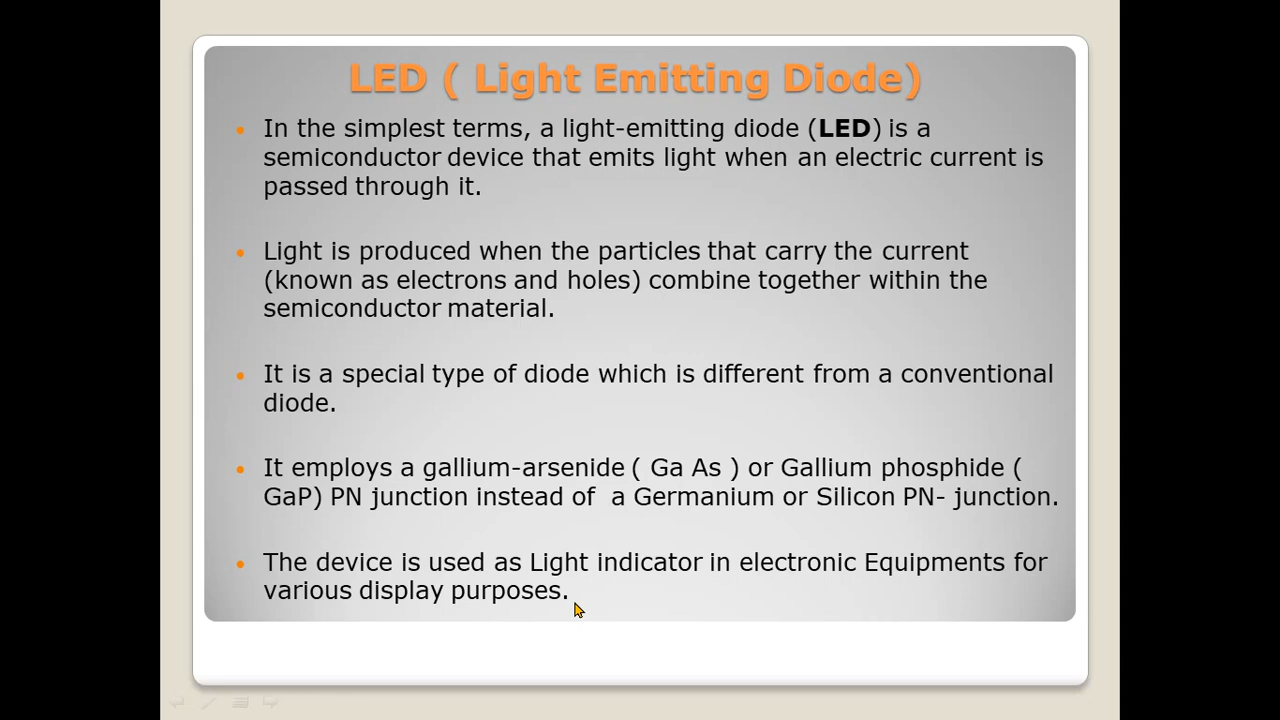 LED ( Light Emitting Diode)
• In the simplest terms, a light-emitting diode (LED) is a
semiconductor device that emits light when an electric current is
passed through it.
• Light is produced when the particles that carry the current
(known as electrons and holes) combine together within the
semiconductor material.
• It is a special type of diode which is different from a conventional
diode.
• It employs a gallium-arsenide ( Ga As ) or Gallium phosphide (
GaP) PN junction instead of  a Germanium or Silicon PN- junction.
• The device is used as Light indicator in electronic Equipments for
various display purposes.